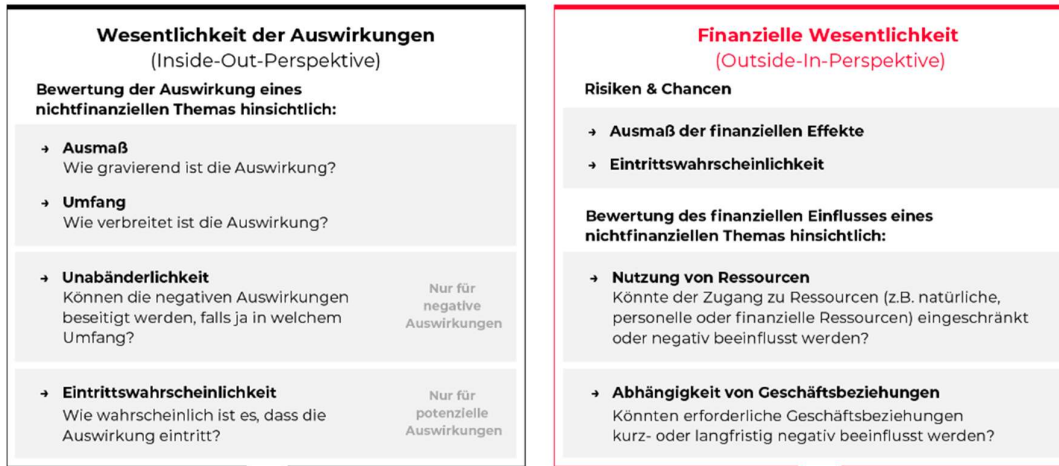 Wesentlichkeit der Auswirkungen
(Inside-Out-Perspektive)
Bewertung der Auswirkung eines
nichtfinanziellen Themas hinsichtlich:
→ Ausmaß
Wie gravierend ist die Auswirkung?
→ Umfang
Wie verbreitet ist die Auswirkung?
→ Unabänderlichkeit
Können die negativen Auswirkungen
beseitigt werden, falls ja in welchem
Umfang?
Nur für
negative
Auswirkungen
→ Eintrittswahrscheinlichkeit
Wie wahrscheinlich ist es, dass die
Auswirkung eintritt?
Nur für
potenzielle
Auswirkungen
Finanzielle Wesentlichkeit
(Outside-In-Perspektive)
Risiken & Chancen
→ Ausmaß der finanziellen Effekte
→ Eintrittswahrscheinlichkeit
Bewertung des finanziellen Einflusses eines
nichtfinanziellen Themas hinsichtlich:
→ Nutzung von Ressourcen
Könnte der Zugang zu Ressourcen (z.B. natürliche,
personelle oder finanzielle Ressourcen) eingeschränkt
oder negativ beeinflusst werden?
→ Abhängigkeit von Geschäftsbeziehungen
Könnten erforderliche Geschäftsbeziehungen
kurz- oder langfristig negativ beeinflusst werden?